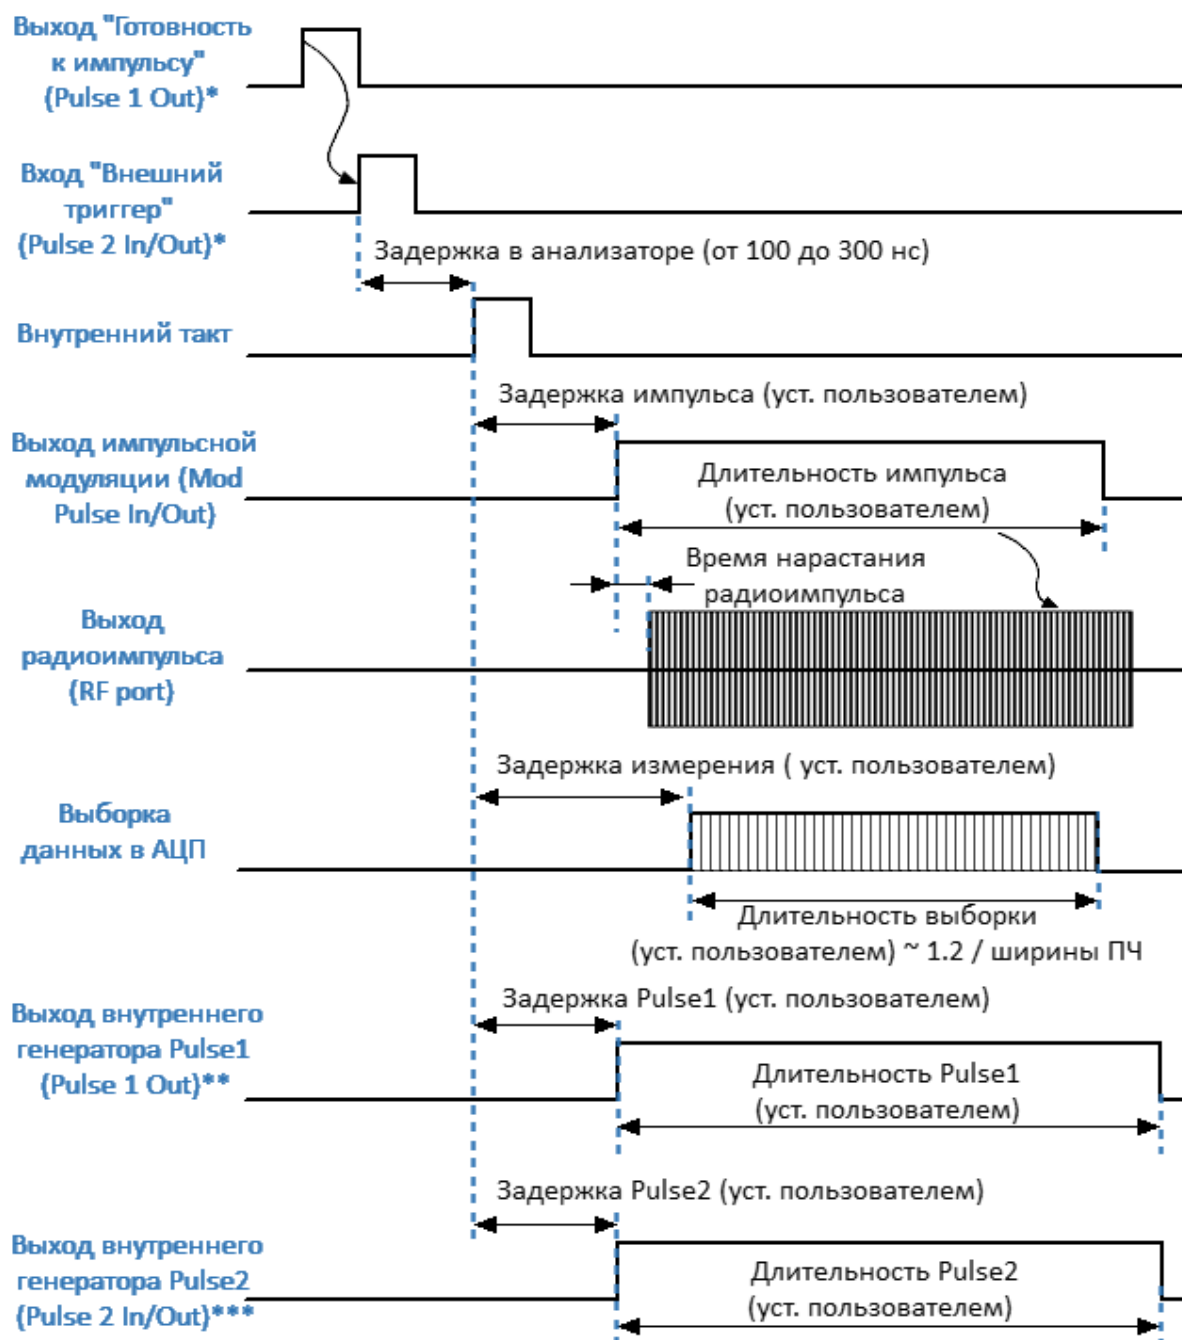 Выход "Готовность
к импульсу"
(Pulse 1 Out)*
Вход "Внешний
триггер"
(Pulse 2 In/Out)*
Задержка в анализаторе (от 100 до 300 нс)
Внутренний такт
Задержка импульса (уст. пользователем)
Выход импульсной
модуляции (Mod
Pulse In/Out)
Длительность импульса
(уст. пользователем)
Время нарастания
радиоимпульса
Выход
радиоимпульса
(RF port)
Задержка измерения ( уст. пользователем)
Выборка
данных в АЦП
Длительность выборки
(уст. пользователем) ~ 1.2 / ширины ПЧ
Задержка Pulse1 (уст. пользователем)
Выход внутреннего
генератора Pulse1
(Pulse 1 Out)**
Длительность Pulse1
(уст. пользователем)
Задержка Pulse2 (уст. пользователем)
Выход внутреннего
генератора Pulse2
(Pulse 2 In/Out)***
Длительность Pulse2
(уст. пользователем)